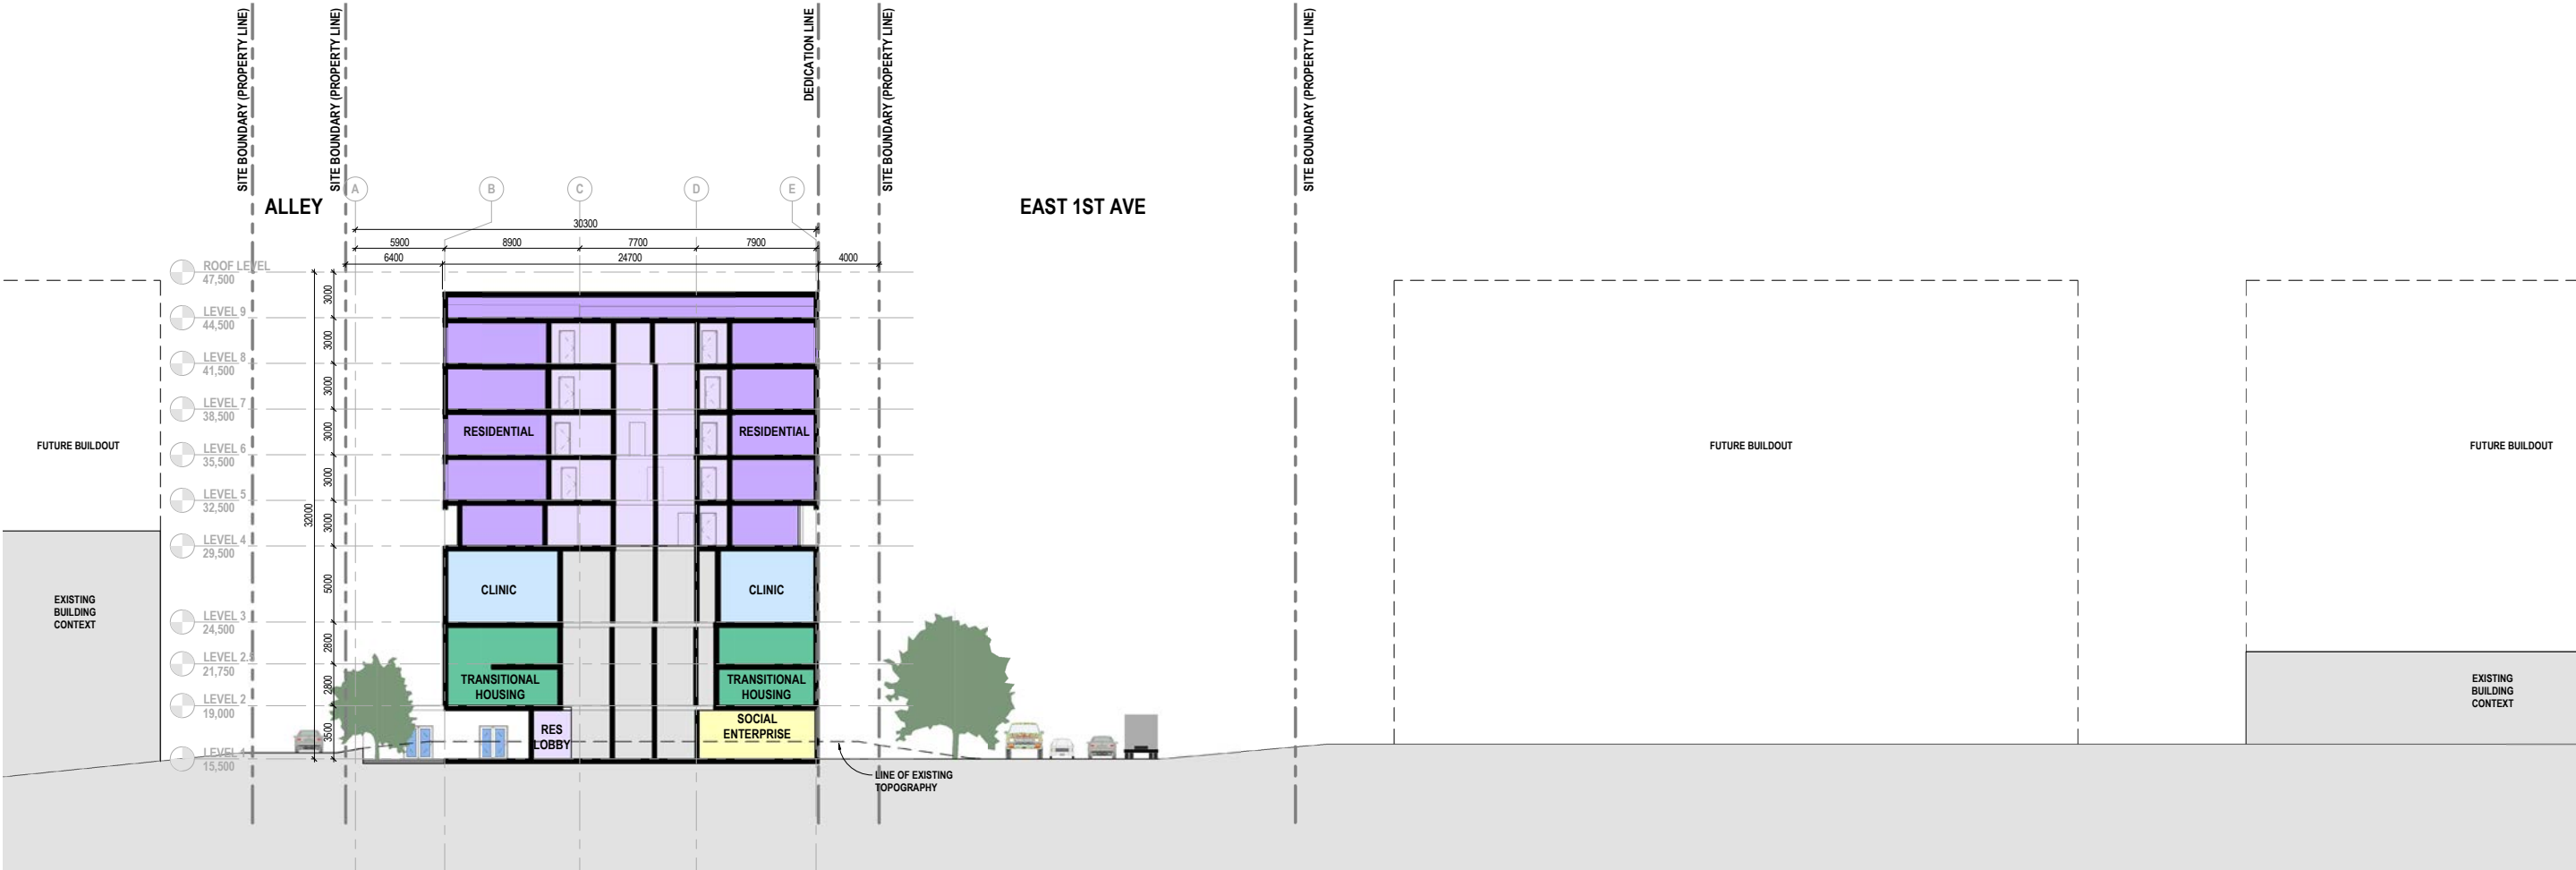 SITE BOUNDARY (PROPERTY LINE)
SITE BOUNDARY (PROPERTY LINE)
DEDICATION LINE
SITE BOUNDARY (PROPERTY LINE)
SITE BOUNDARY (PROPERTY LINE)
A
B
C
D
E
ALLEY
EAST 1ST AVE
30300
5900
8900
7700
7900
6400
24700
4000
ROOF LEVEL
47,500
3000
LEVEL 9
44,500
3000
LEVEL 8
41,500
3000
LEVEL 7
38,500
3000
LEVEL 6
35,500
3000
LEVEL 5
32,500
3000
LEVEL 4
29,500
5000
LEVEL 3
24,500
2800
LEVEL 2.5
21,750
2800
LEVEL 2
19,000
3500
LEVEL 1
15,500
32000
RESIDENTIAL
RESIDENTIAL
CLINIC
CLINIC
TRANSITIONAL
HOUSING
TRANSITIONAL
HOUSING
RES
LOBBY
SOCIAL
ENTERPRISE
LINE OF EXISTING
TOPOGRAPHY
FUTURE BUILDOUT
EXISTING
BUILDING
CONTEXT
FUTURE BUILDOUT
FUTURE BUILDOUT
EXISTING
BUILDING
CONTEXT